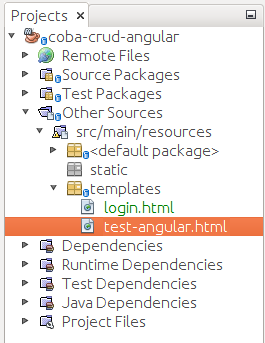 Projects
coba-crud-angular
Remote Files
Source Packages
Test Packages
Other Sources
src/main/resources
<default package>
static
templates
login.html
test-angular.html
Dependencies
Runtime Dependencies
Test Dependencies
Java Dependencies
Project Files